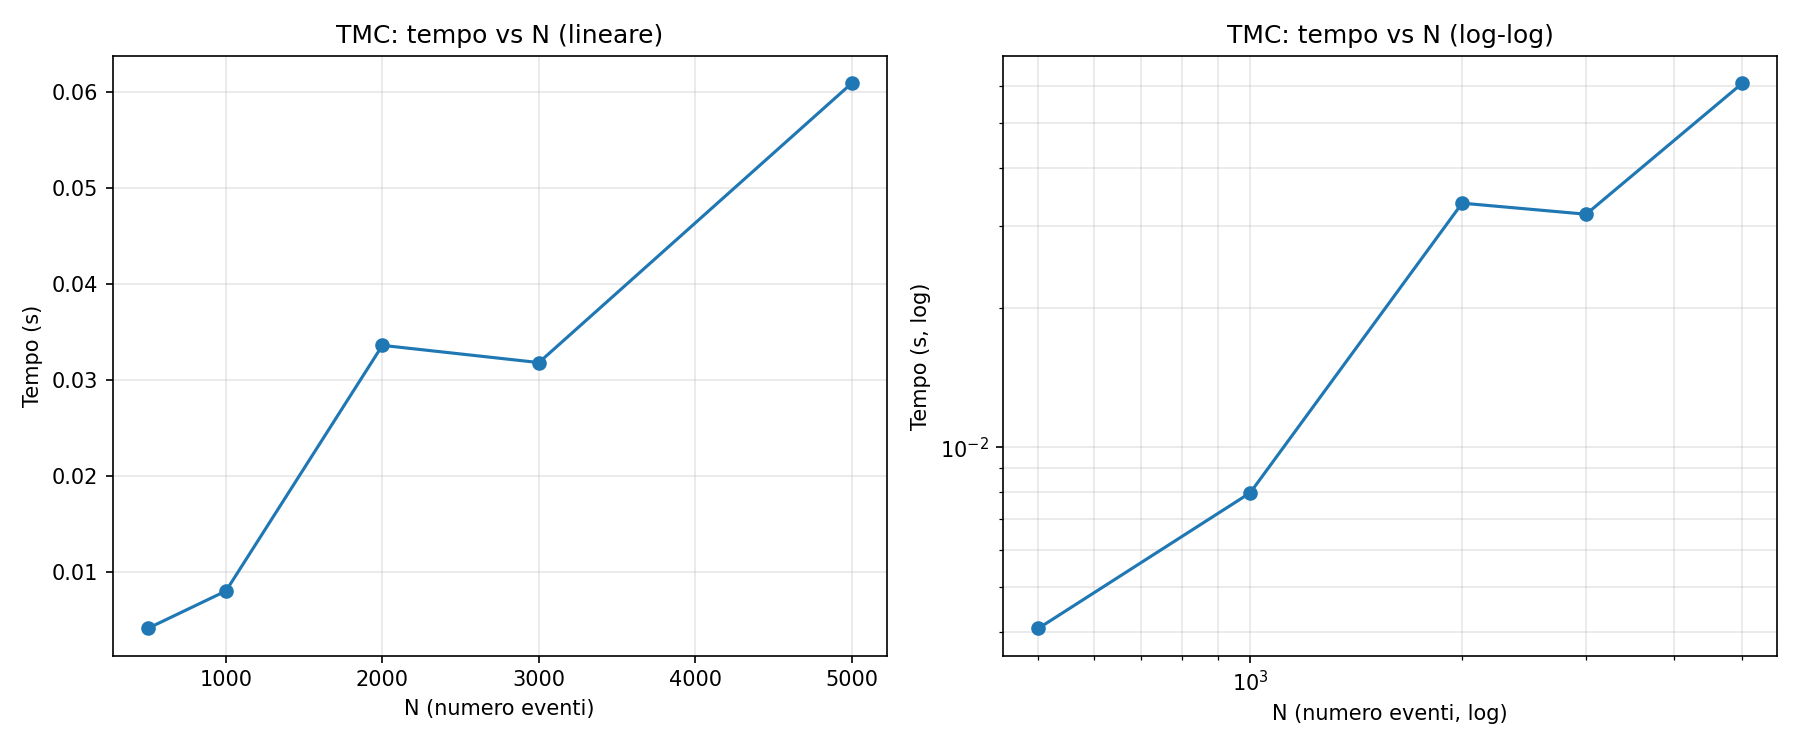 TMC: tempo vs N (lineare)
Tempo (s)
0.06
0.05
0.04
0.03
0.02
0.01
1000 2000 3000 4000 5000
N (numero eventi)
TMC: tempo vs N (log-log)
Tempo (s, log)
10⁻²
10³
N (numero eventi, log)